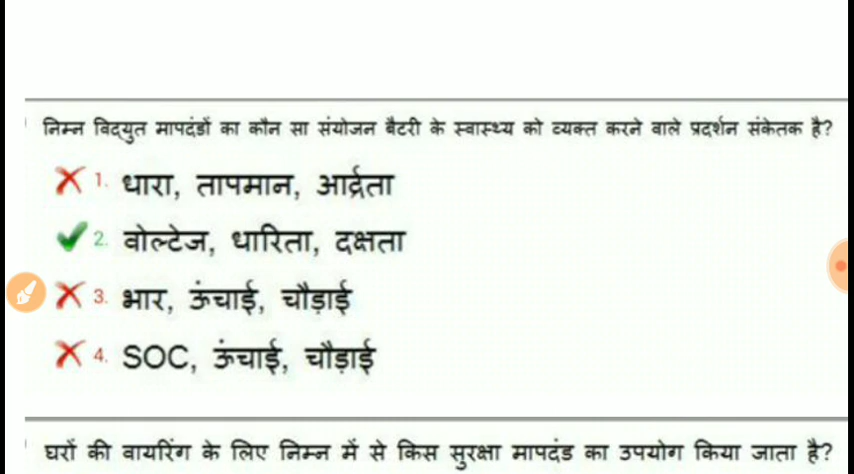 निम्न विद्युत मापदंडों का कौन सा संयोजन बैटरी के स्वास्थ्य को व्यक्त करने वाले प्रदर्शन संकेतक है?
1. धारा, तापमान, आर्द्रता
2. वोल्टेज, धारिता, दक्षता
3. भार, ऊंचाई, चौड़ाई
4. SOC, ऊंचाई, चौड़ाई
घरों की वायरिंग के लिए निम्न में से किस सुरक्षा मापदंड का उपयोग किया जाता है?